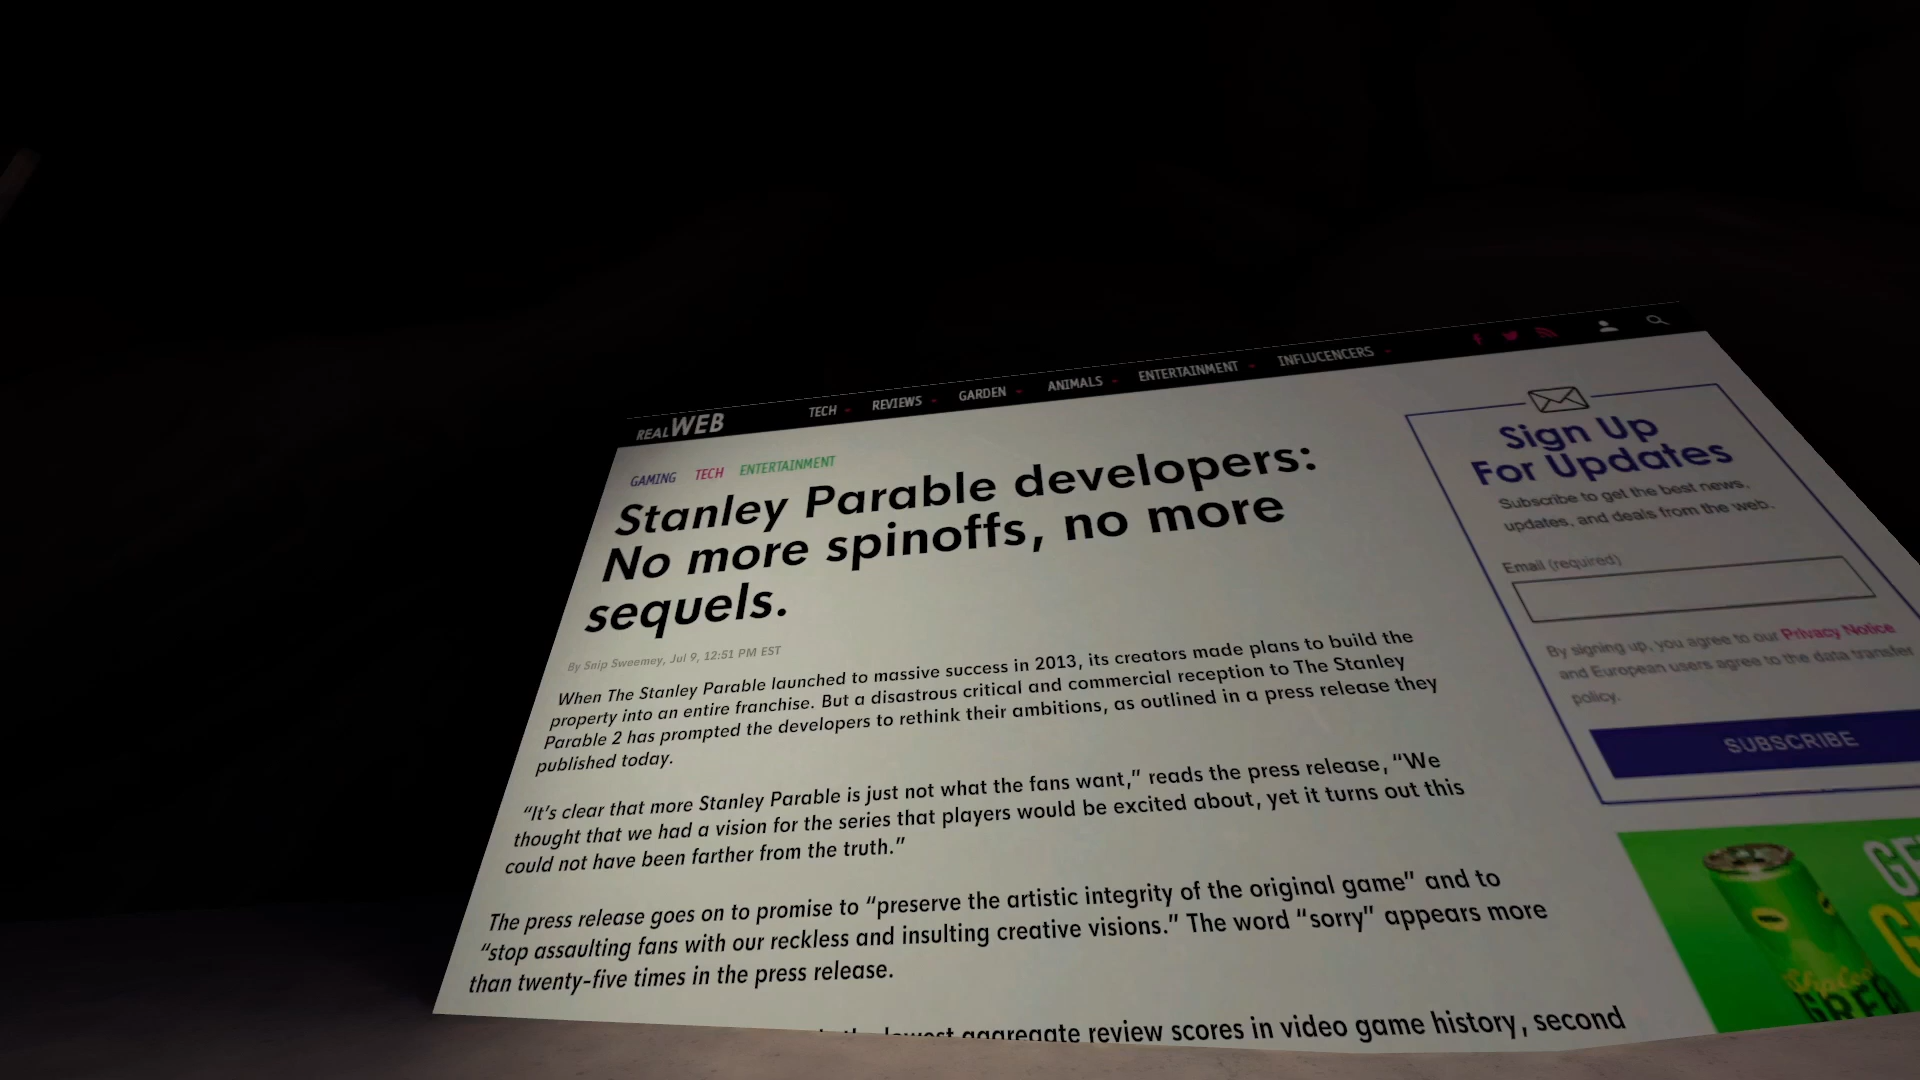 REAL WEB TECH REVIEWS GARDEN ANIMALS ENTERTAINMENT INFLUCENCERS
GAMING TECH ENTERTAINMENT
Stanley Parable developers:
No more spinoffs, no more
sequels.
By Snip Sweemey, Jul 9, 12:51 PM EST
When The Stanley Parable launched to massive success in 2013, its creators made plans to build the
property into an entire franchise. But a disastrous critical and commercial reception to The Stanley
Parable 2 has prompted the developers to rethink their ambitions, as outlined in a press release they
published today.
“It’s clear that more Stanley Parable is just not what the fans want,” reads the press release, “We
thought that we had a vision for the series that players would be excited about, yet it turns out this
could not have been farther from the truth.”
The press release goes on to promise to “preserve the artistic integrity of the original game” and to
“stop assaulting fans with our reckless and insulting creative visions.” The word “sorry” appears more
than twenty-five times in the press release.
the lowest aggregate review scores in video game history, second
Sign Up
For Updates
Subscribe to get the best news,
updates, and deals from the web.
Email (required)
By signing up, you agree to our Privacy Notice
and European users agree to the data transfer
policy.
SUBSCRIBE